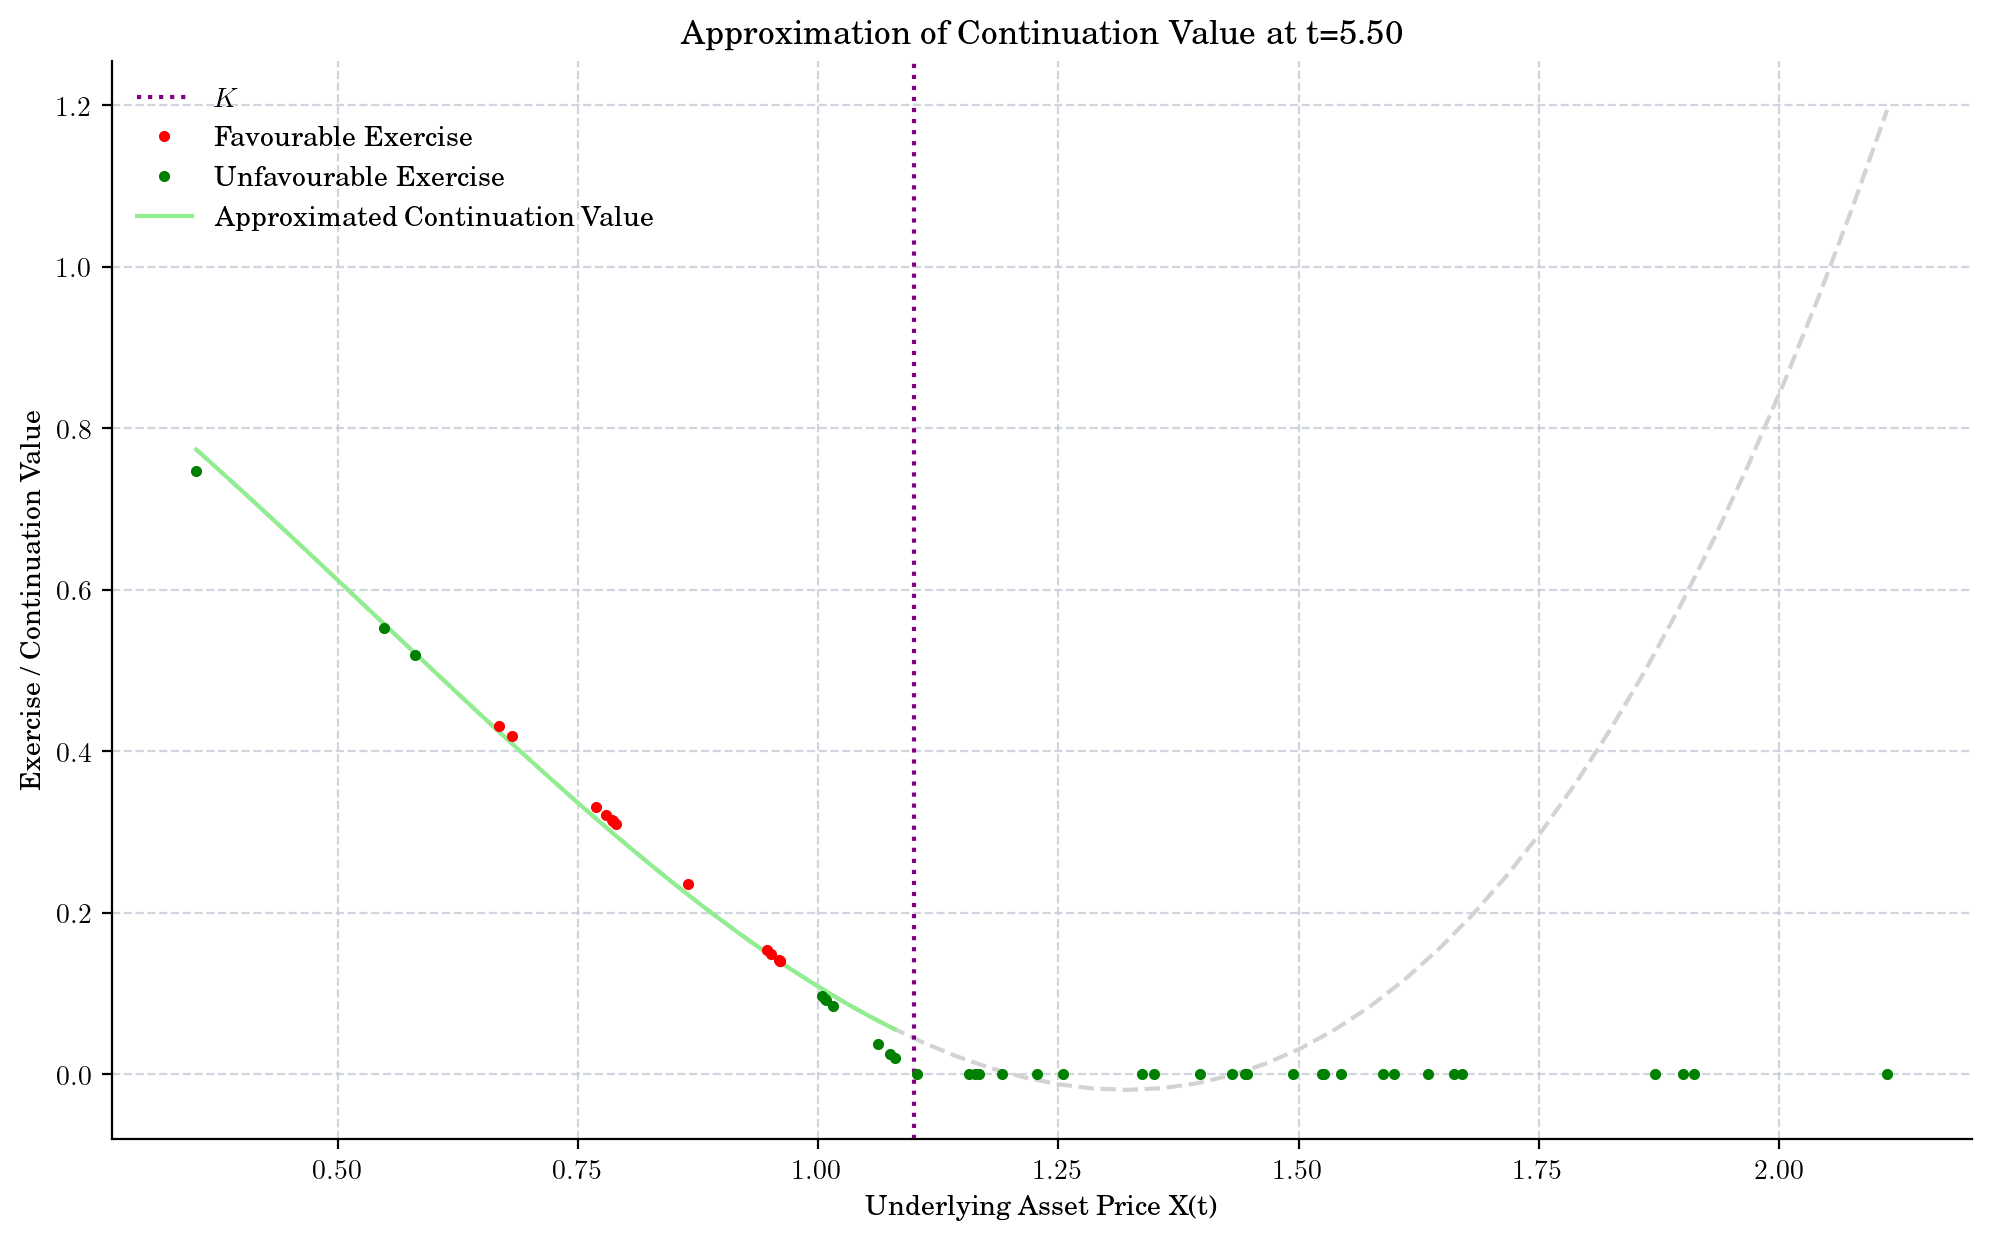 Approximation of Continuation Value at t=5.50
K
Favourable Exercise
Unfavourable Exercise
Approximated Continuation Value
Exercise / Continuation Value
1.2
1.0
0.8
0.6
0.4
0.2
0.0
0.50 0.75 1.00 1.25 1.50 1.75 2.00
Underlying Asset Price X(t)